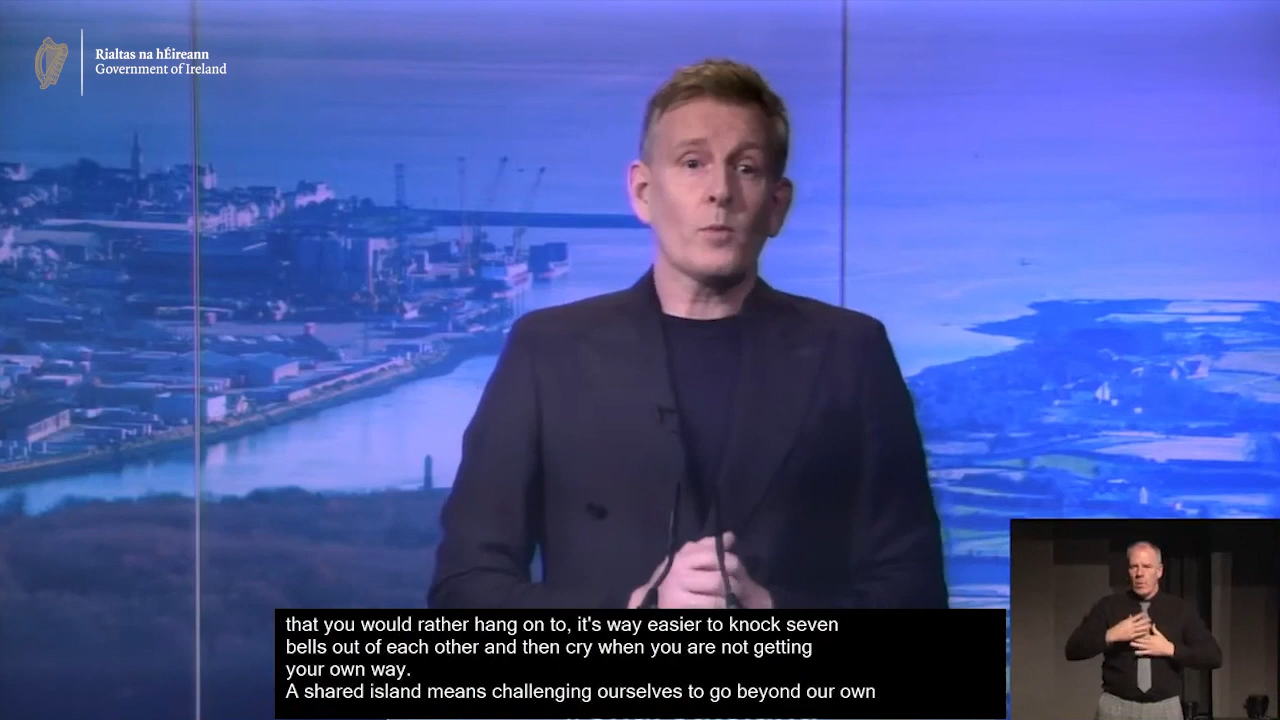 Rialtas na hÉireann
Government of Ireland
that you would rather hang on to, it's way easier to knock seven
bells out of each other and then cry when you are not getting
your own way.
A shared island means challenging ourselves to go beyond our own